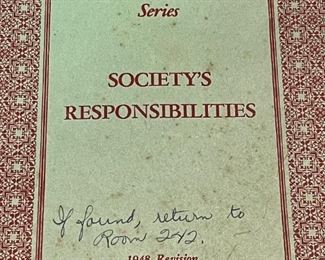 Series
SOCIETY'S
RESPONSIBILITIES
If found, return to
Room 242.
1948 Revision